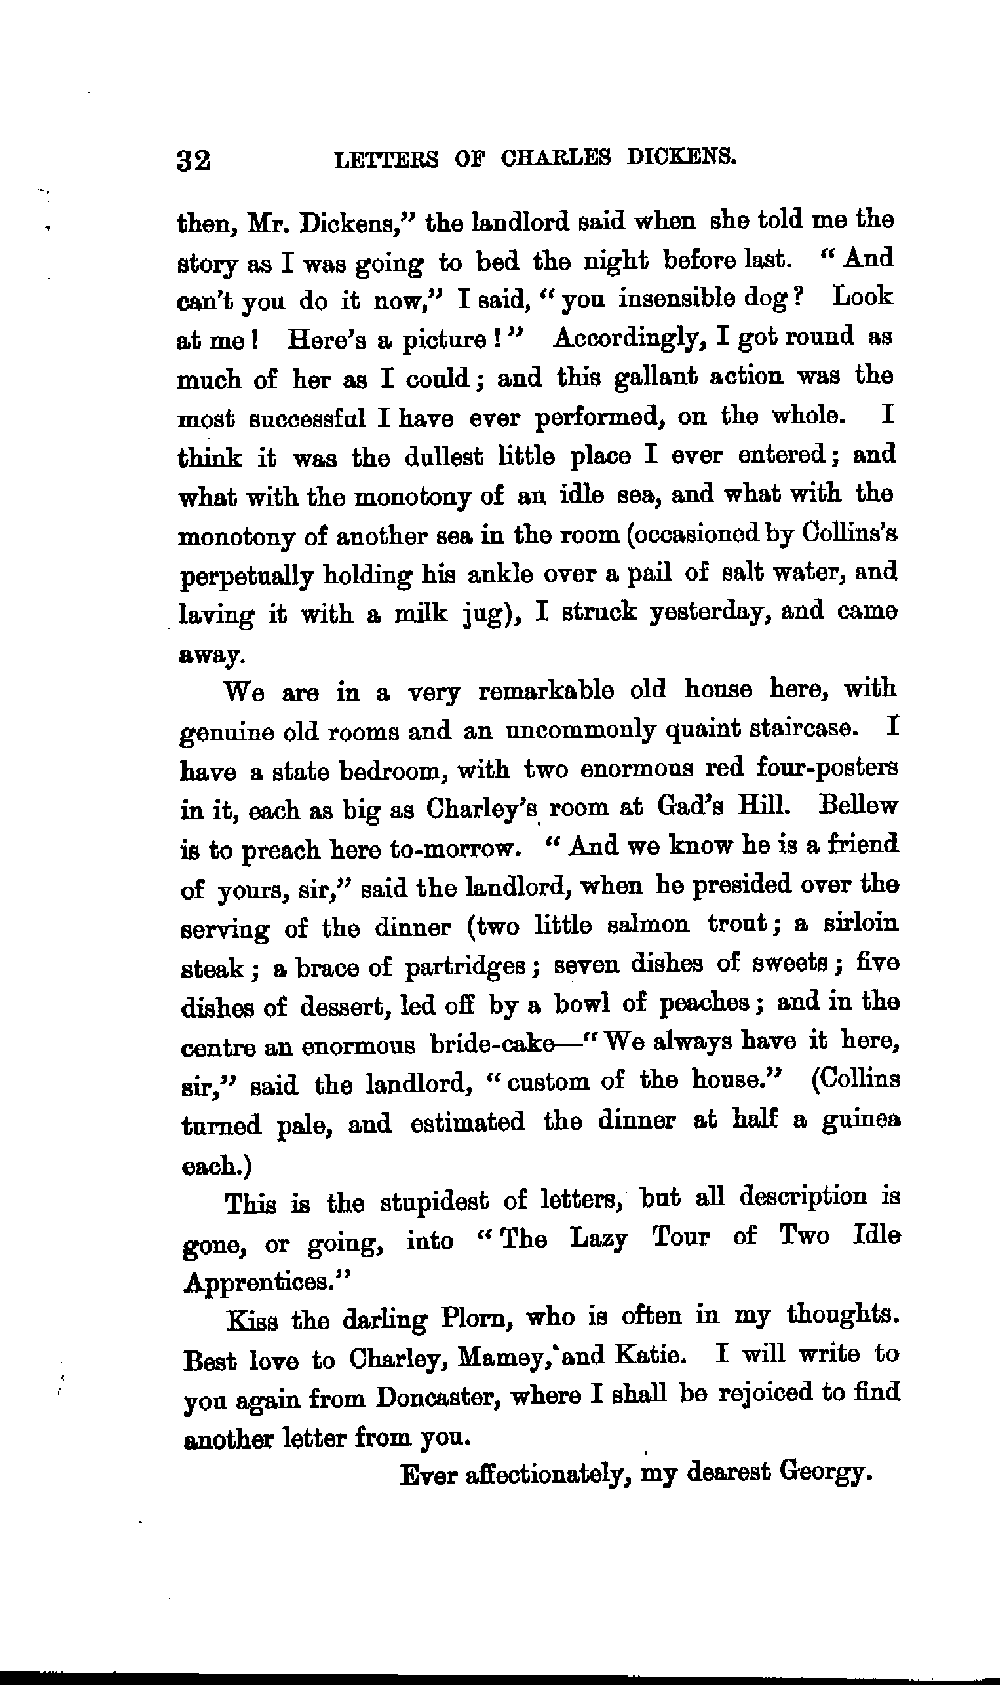 32 LETTERS OF CHARLES DICKENS.
then, Mr. Dickens,” the landlord said when she told me the
story as I was going to bed the night before last. “And
can’t you do it now,” I said, “you insensible dog? Look
at me! Here’s a picture!” Accordingly, I got round as
much of her as I could; and this gallant action was the
most successful I have ever performed, on the whole. I
think it was the dullest little place I ever entered; and
what with the monotony of an idle sea, and what with the
monotony of another sea in the room (occasioned by Collins’s
perpetually holding his ankle over a pail of salt water, and
laving it with a milk jug), I struck yesterday, and came
away.
We are in a very remarkable old house here, with
genuine old rooms and an uncommonly quaint staircase. I
have a state bedroom, with two enormous red four-posters
in it, each as big as Charley’s room at Gad’s Hill. Bellew
is to preach here to-morrow. “And we know he is a friend
of yours, sir,” said the landlord, when he presided over the
serving of the dinner (two little salmon trout; a sirloin
steak; a brace of partridges; seven dishes of sweets; five
dishes of dessert, led off by a bowl of peaches; and in the
centre an enormous bride-cake—“We always have it here,
sir,” said the landlord, “custom of the house.” (Collins
turned pale, and estimated the dinner at half a guinea
each.)
This is the stupidest of letters, but all description is
gone, or going, into “The Lazy Tour of Two Idle
Apprentices.”
Kiss the darling Plorn, who is often in my thoughts.
Best love to Charley, Mamey, and Katie. I will write to
you again from Doncaster, where I shall be rejoiced to find
another letter from you.
Ever affectionately, my dearest Georgy.